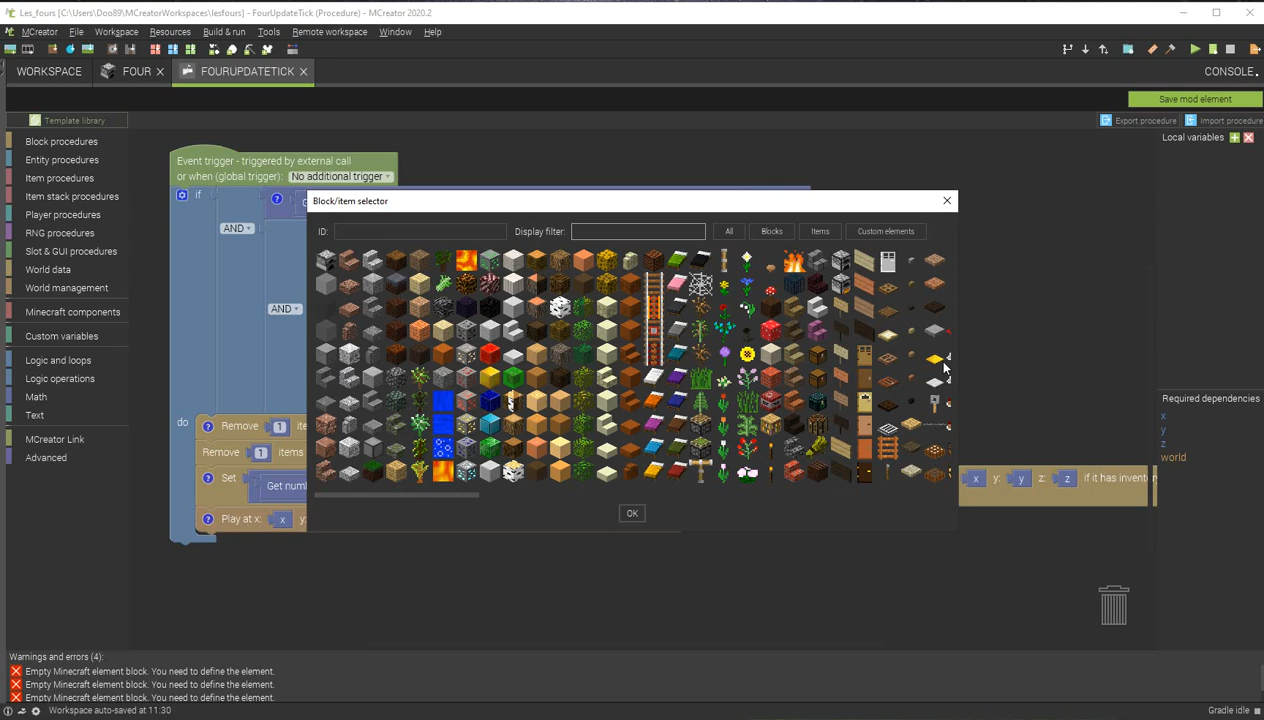 Les_fours [C:\Users\Doo89\MCreatorWorkspaces\lesfours] - FourUpdateTick (Procedure) - MCreator 2020.2
MCreator File Workspace Resources Build & run Tools Remote workspace Window Help
WORKSPACE FOUR FOURUPDATETICK CONSOLE
Save mod element
Template library Export procedure Import procedure
Block procedures
Entity procedures
Item procedures
Item stack procedures
Player procedures
RNG procedures
Slot & GUI procedures
World data
World management
Minecraft components
Custom variables
Logic and loops
Logic operations
Math
Text
MCreator Link
Advanced
Event trigger - triggered by external call
or when (global trigger): No additional trigger
if
AND
AND
do
Remove 1
Remove 1 items
Set Get num
Play at x: x y:
Block/item selector
ID: Display filter: All Blocks Items Custom elements
OK
x y: y z: z if it has
Local variables
Required dependencies
x
y
z
world
Warnings and errors (4):
Empty Minecraft element block. You need to define the element.
Empty Minecraft element block. You need to define the element.
Empty Minecraft element block. You need to define the element.
Workspace auto-saved at 11:30 Gradle idle